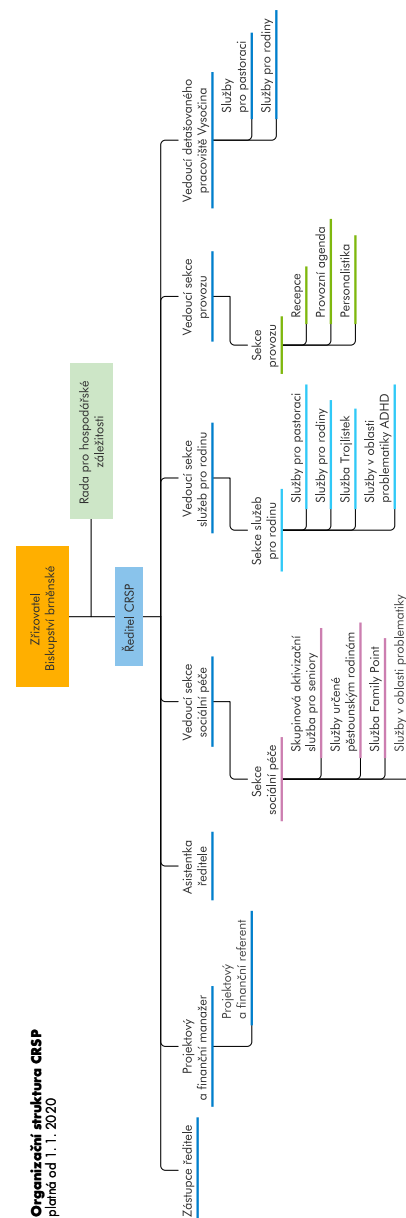 Organizační struktura CRSP
platná od 1. 1. 2020
Zřizovatel
Biskupství brněnské
Rada pro hospodářské
záležitosti
Ředitel CRSP
Zástupce ředitele
Projektový
a finanční manažer
Projektový
a finanční referent
Asistentka
ředitele
Vedoucí sekce
sociální péče
Sekce
sociální péče
Skupinová aktivizační
služba pro seniory
Služby určené
pěstounským rodinám
Služba Family Point
Služby v oblasti problematiky
Vedoucí sekce
služeb pro rodinu
Sekce služeb
pro rodinu
Služby pro pastoraci
Služby pro rodiny
Služba Trojlístek
Služby v oblasti
problematiky ADHD
Vedoucí sekce
provozu
Sekce
provozu
Recepce
Provozní agenda
Personalistika
Vedoucí detašovaného
pracoviště Vysočina
Služby
pro pastoraci
Služby pro rodiny